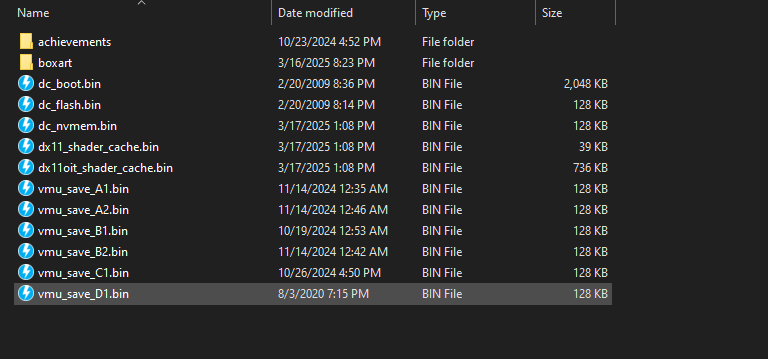 Name Date modified Type Size
achievements 10/23/2024 4:52 PM File folder
boxart 3/16/2025 8:23 PM File folder
dc_boot.bin 2/20/2009 8:36 PM BIN File 2,048 KB
dc_flash.bin 2/20/2009 8:14 PM BIN File 128 KB
dc_nvmem.bin 3/17/2025 1:08 PM BIN File 128 KB
dx11_shader_cache.bin 3/17/2025 1:08 PM BIN File 39 KB
dx11oit_shader_cache.bin 3/17/2025 1:08 PM BIN File 736 KB
vmu_save_A1.bin 11/14/2024 12:35 AM BIN File 128 KB
vmu_save_A2.bin 11/14/2024 12:46 AM BIN File 128 KB
vmu_save_B1.bin 10/19/2024 12:53 AM BIN File 128 KB
vmu_save_B2.bin 11/14/2024 12:42 AM BIN File 128 KB
vmu_save_C1.bin 10/26/2024 4:50 PM BIN File 128 KB
vmu_save_D1.bin 8/3/2020 7:15 PM BIN File 128 KB